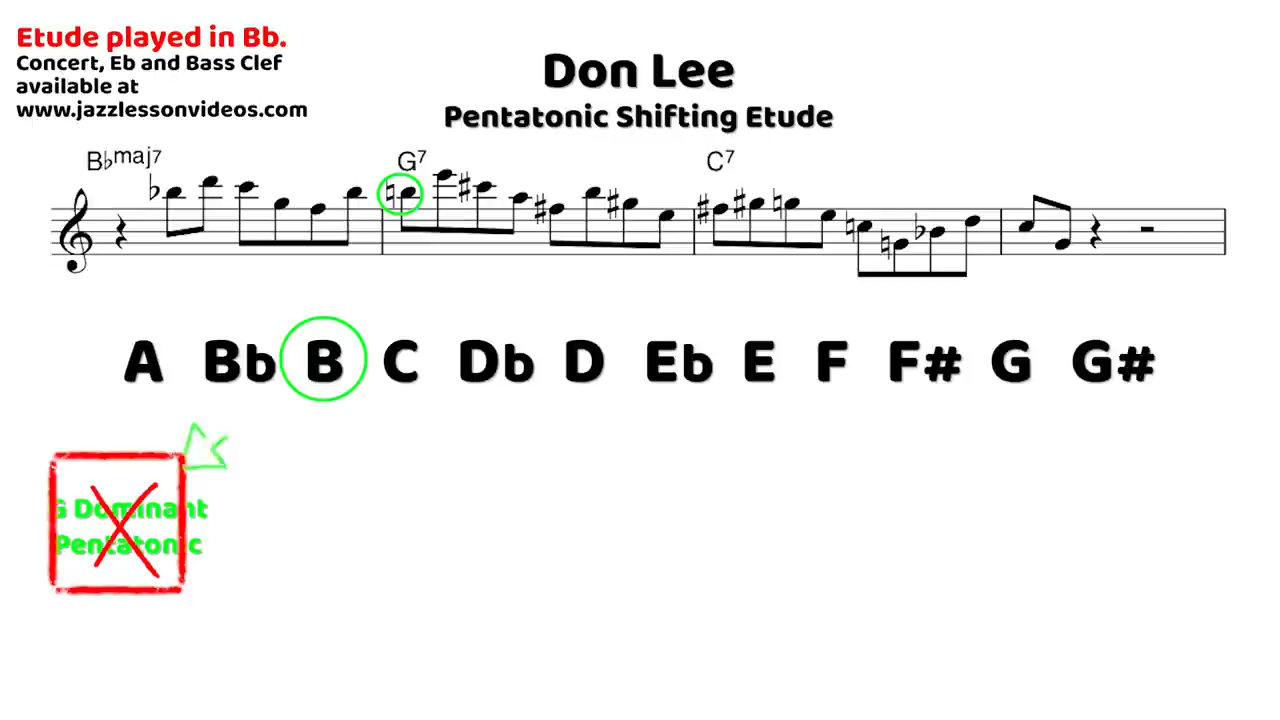 Etude played in Bb.
Concert, Eb and Bass Clef
available at
www.jazzlessonvideos.com
Don Lee
Pentatonic Shifting Etude
B♭maj7 G7 C7
A Bb B C Db D Eb E F F# G G#
G Dominant
Pentatonic